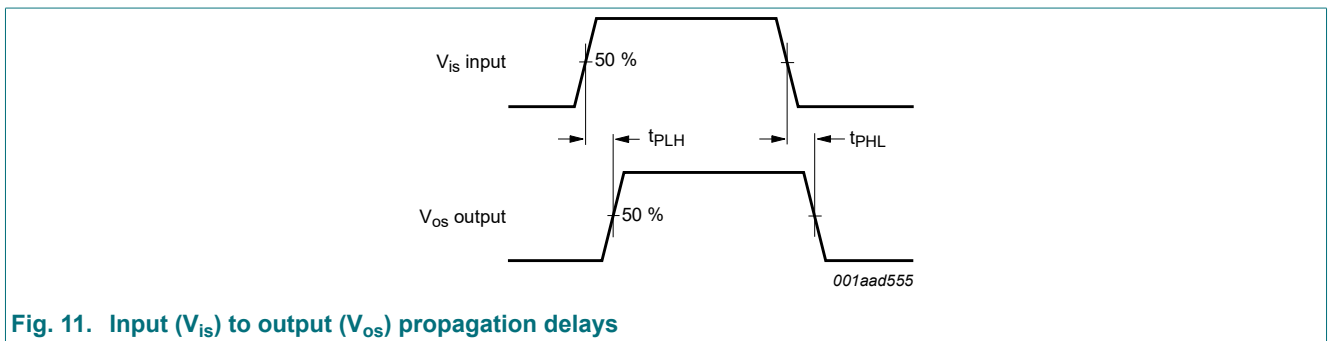 V_is input
50 %
t_PLH
t_PHL
V_os output
50 %
001aad555
Fig. 11. Input (V_is) to output (V_os) propagation delays